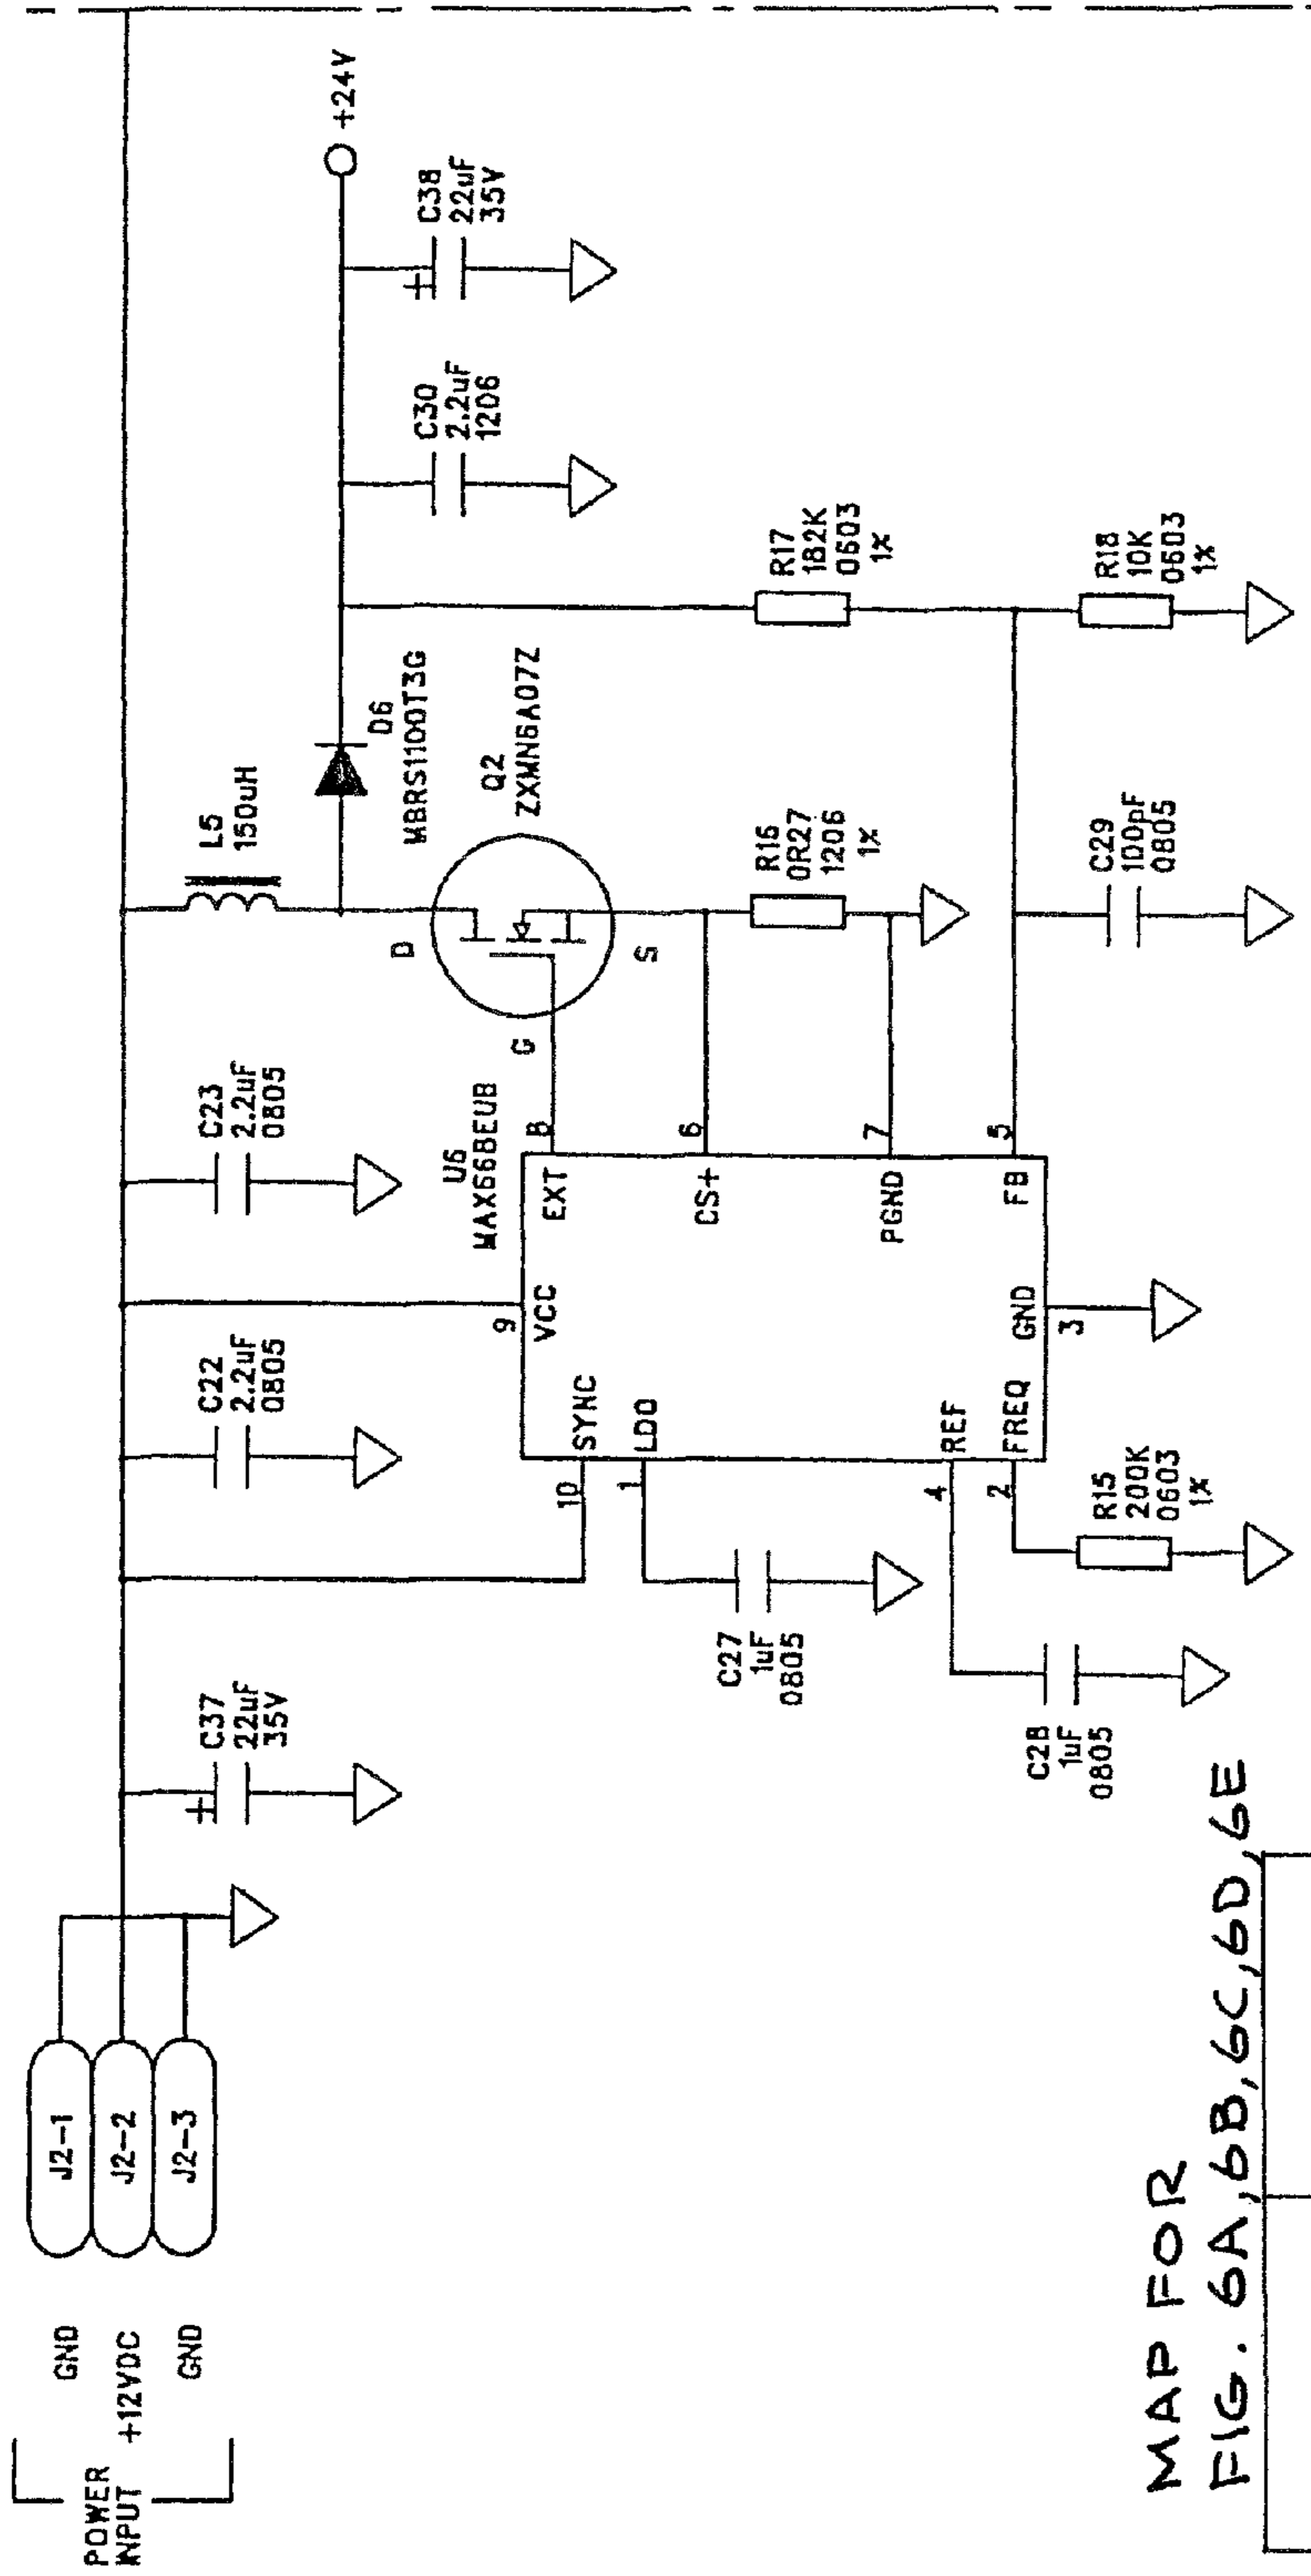 POWER
INPUT
GND
+12VDC
GND
J2-1
J2-2
J2-3
C37
22uF
35V
C22
2.2uF
0805
C23
2.2uF
0805
L5
150uH
D6
MBRS1100T3G
+24V
C30
2.2uF
1206
C38
22uF
35V
Q2
ZXMN6A07Z
D
G
S
U6
MAX668EUB
9
VCC
10
SYNC
1
LDO
4
REF
2
FREQ
3
GND
8
EXT
6
CS+
7
PGND
5
FB
C27
1uF
0805
C28
1uF
0805
R15
200K
0603
1%
R16
0R27
1206
1%
C29
100pF
0805
R17
182K
0603
1%
R18
10K
0603
1%
MAP FOR
FIG. 6A,6B,6C,6D,6E